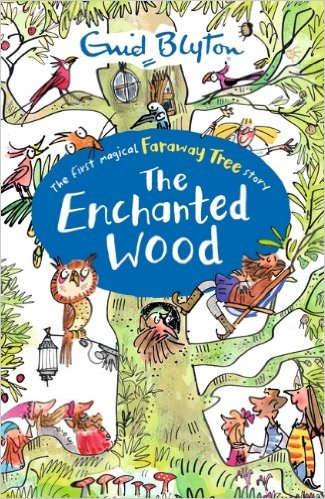 Enid Blyton
The first magical Faraway Tree story
The
Enchanted
Wood